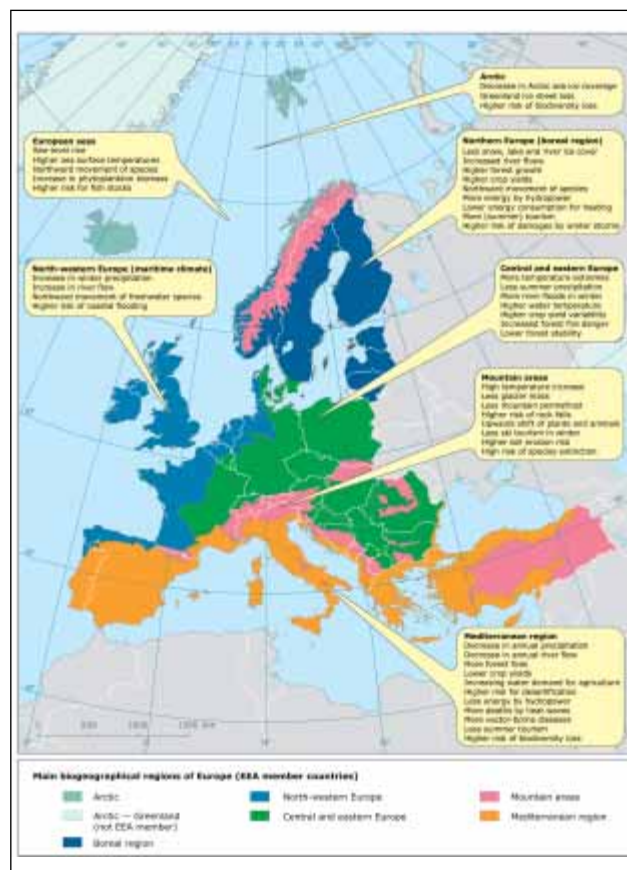 Arctic
Decrease in Arctic sea ice coverage
Greenland ice sheet loss
Higher risk of biodiversity loss
European seas
Sea-level rise
Higher sea surface temperatures
Northward movement of species
Increase in phytoplankton biomass
Higher risk for fish stocks
Northern Europe (boreal region)
Less snow, lake and river ice cover
Increased river flows
Higher forest growth
Higher crop yields
Northward movement of species
More energy by hydropower
Lower energy consumption for heating
More (summer) tourism
Higher risk of damages by winter storms
North-western Europe (maritime climate)
Increase in winter precipitation
Increase in river flow
Northward movement of freshwater species
Higher risk of coastal flooding
Central and eastern Europe
More temperature extremes
Less summer precipitation
More river floods in winter
Higher water temperature
Higher crop yield variability
Increased forest fire danger
Lower forest stability
Mountain areas
High temperature increase
Less glacier mass
Less mountain permafrost
Higher risk of rock falls
Upwards shift of plants and animals
Less ski tourism in winter
Higher soil erosion risk
High risk of species extinction
Mediterranean region
Decrease in annual precipitation
Decrease in annual river flow
More forest fires
Lower crop yields
Increasing water demand for agriculture
Higher risk for desertification
Less energy by hydropower
More deaths by heat waves
More vector-borne diseases
Less summer tourism
Higher risk of biodiversity loss
0 500 1000
Main biogeographical regions of Europe (EEA member countries)
Arctic
Arctic — Greenland
(not EEA member)
Boreal region
North-western Europe
Central and eastern Europe
Mountain areas
Mediterranean region